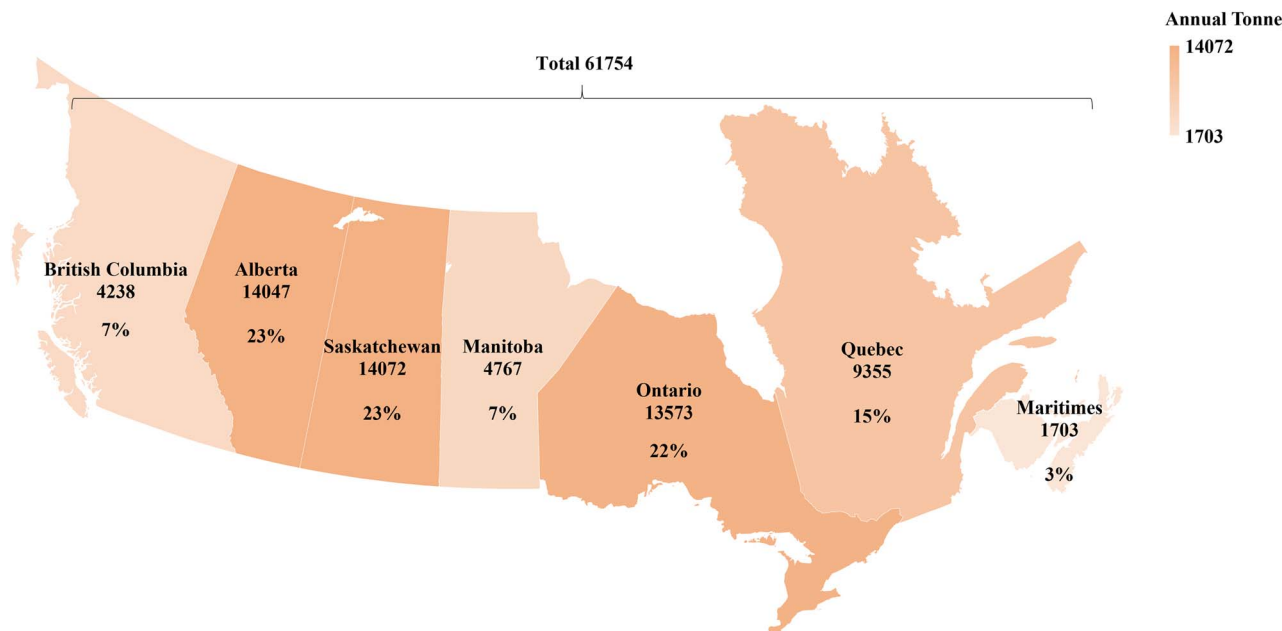 Annual Tonne
14072
1703
Total 61754
British Columbia
4238
7%
Alberta
14047
23%
Saskatchewan
14072
23%
Manitoba
4767
7%
Ontario
13573
22%
Quebec
9355
15%
Maritimes
1703
3%